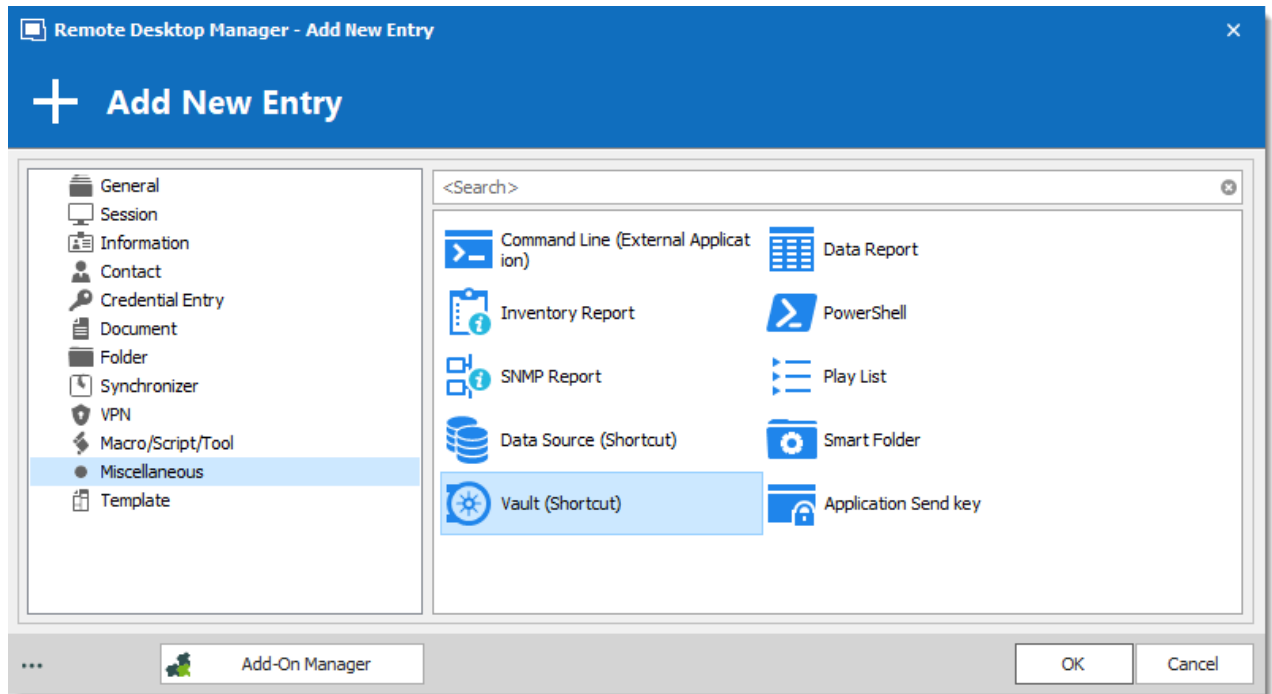 Remote Desktop Manager - Add New Entry
Add New Entry
General
Session
Information
Contact
Credential Entry
Document
Folder
Synchronizer
VPN
Macro/Script/Tool
Miscellaneous
Template
<Search>
Command Line (External Applicat
ion)
Data Report
Inventory Report
PowerShell
SNMP Report
Play List
Data Source (Shortcut)
Smart Folder
Vault (Shortcut)
Application Send key
...
Add-On Manager
OK
Cancel